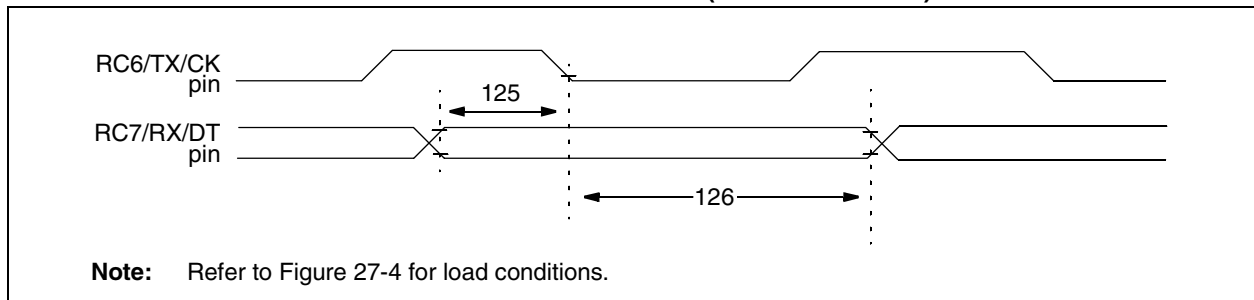 RC6/TX/CK
pin
125
RC7/RX/DT
pin
126
Note: Refer to Figure 27-4 for load conditions.